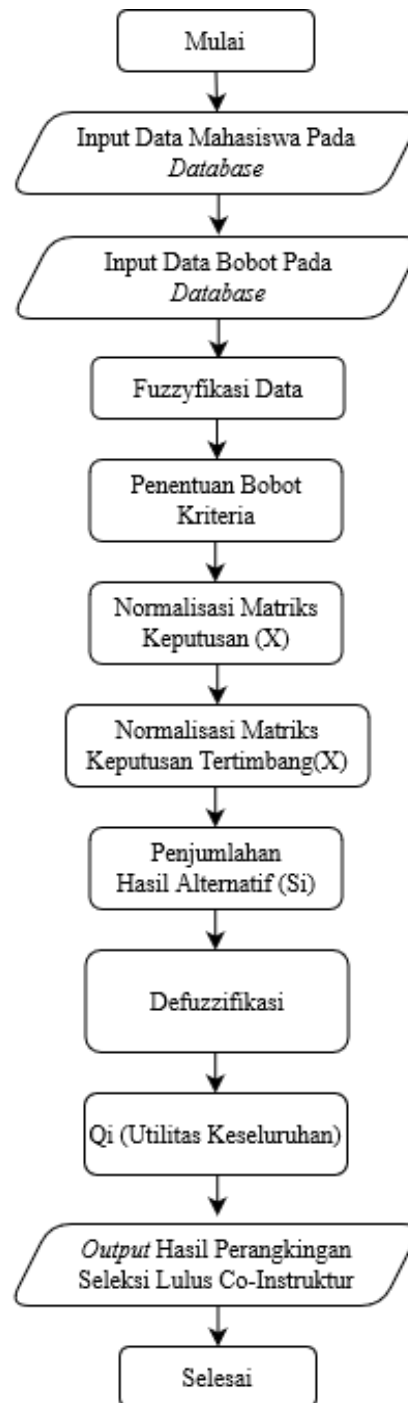 Mulai
Input Data Mahasiswa Pada
Database
Input Data Bobot Pada
Database
Fuzzyfikasi Data
Penentuan Bobot
Kriteria
Normalisasi Matriks
Keputusan (X)
Normalisasi Matriks
Keputusan Tertimbang(X)
Penjumlahan
Hasil Alternatif (Si)
Defuzzifikasi
Qi (Utilitas Keseluruhan)
Output Hasil Perangkingan
Seleksi Lulus Co-Instruktur
Selesai